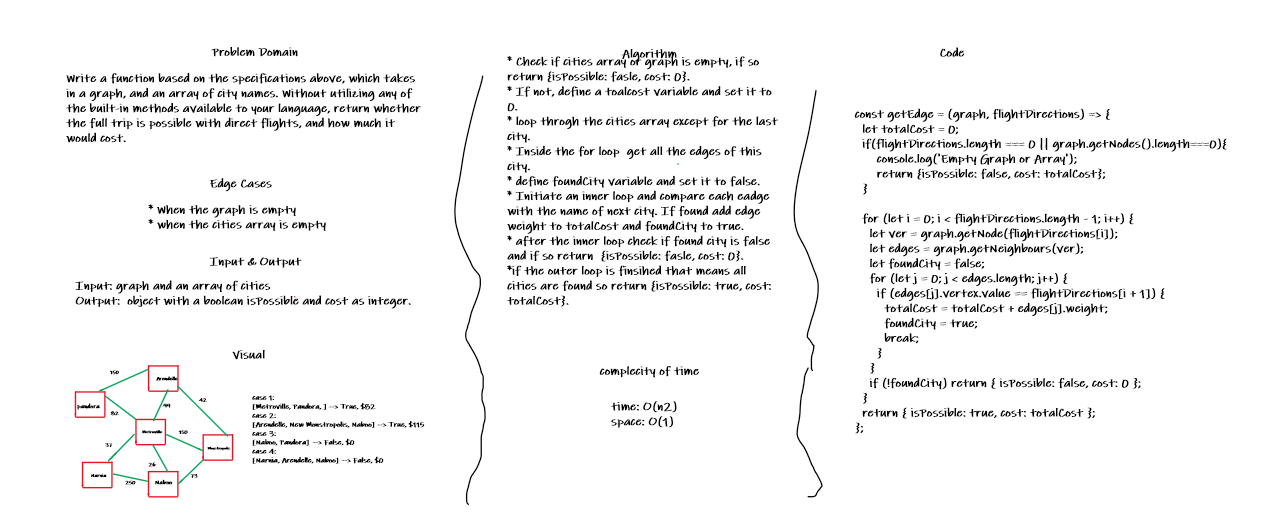 Problem Domain
Write a function based on the specifications above, which takes
in a graph, and an array of city names. Without utilizing any of
the built-in methods available to your language, return whether
the full trip is possible with direct flights, and how much it
would cost.
Edge Cases
* When the graph is empty
* when the cities array is empty
Input & Output
Input: graph and an array of cities
Output: object with a boolean isPossible and cost as integer.
Visual
150
Arendelle
pandora
82
99
42
Metroville
150
Monstropolis
37
26
Narnia
250
Naboo
73
case 1:
[Metroville, Pandora, ] --> True, $82
case 2:
[Arendelle, New Monstropolis, Naboo] --> True, $115
case 3:
[Naboo, Pandora] --> False, $0
case 4:
[Narnia, Arendelle, Naboo] --> False, $0
Algorithm
* Check if cities array or graph is empty, if so
return {isPossible: fasle, cost: 0}.
* If not, define a toalcost variable and set it to
0.
* loop throgh the cities array except for the last
city.
* Inside the for loop get all the edges of this
city.
* define foundCity variable and set it to false.
* Initiate an inner loop and compare each eadge
with the name of next city. If found add edge
weight to totalCost and foundCity to true.
* after the inner loop check if found city is false
and if so return {isPossible: fasle, cost: 0}.
*if the outer loop is finsihed that means all
cities are found so return {isPossible: true, cost:
totalCost}.
complecity of time
time: O(n2)
space: O(1)
Code
const getEdge = (graph, flightDirections) => {
let totalCost = 0;
if(flightDirections.length === 0 || graph.getNodes().length===0){
console.log('Empty Graph or Array');
return {isPossible: false, cost: totalCost};
}
for (let i = 0; i < flightDirections.length - 1; i++) {
let ver = graph.getNode(flightDirections[i]);
let edges = graph.getNeighbours(ver);
let foundCity = false;
for (let j = 0; j < edges.length; j++) {
if (edges[j].vertex.value == flightDirections[i + 1]) {
totalCost = totalCost + edges[j].weight;
foundCity = true;
break;
}
}
if (!foundCity) return { isPossible: false, cost: 0 };
}
return { isPossible: true, cost: totalCost };
};